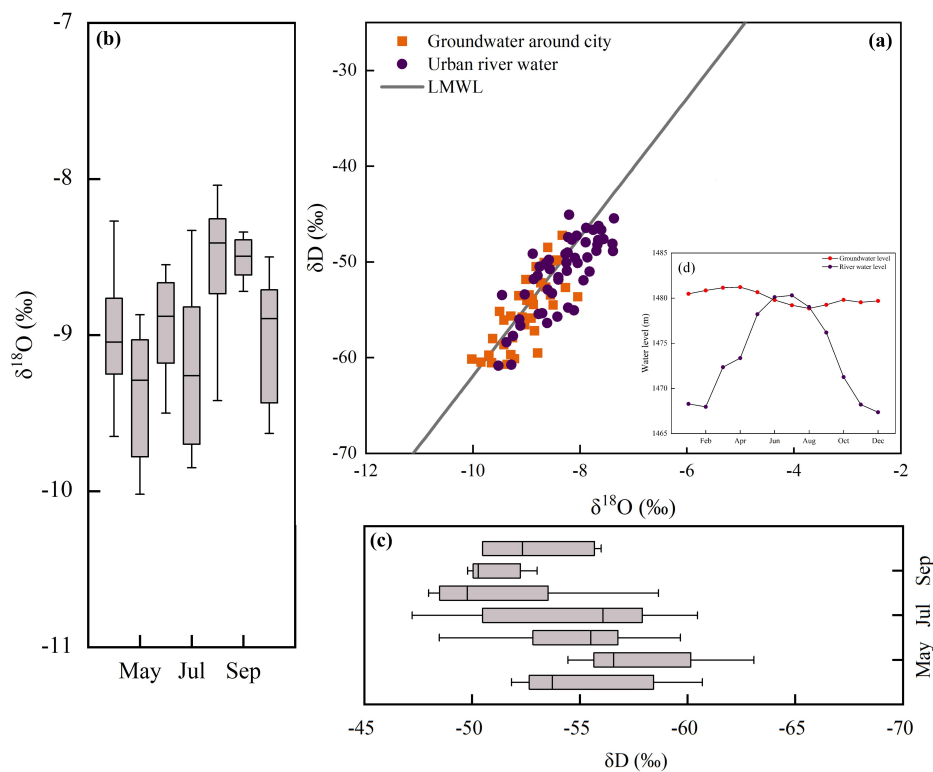 -7
-8
-9
-10
-11
δ¹⁸O (‰)
(b)
May Jul Sep
(a)
Groundwater around city
Urban river water
LMWL
-30
-40
-50
-60
-70
δD (‰)
-12 -10 -8 -6 -4 -2
δ¹⁸O (‰)
(d)
Groundwater level
River water level
1485
1480
1475
1470
1465
Water level (m)
Feb Apr Jun Aug Oct Dec
(c)
Sep
Jul
May
-45 -50 -55 -60 -65 -70
δD (‰)